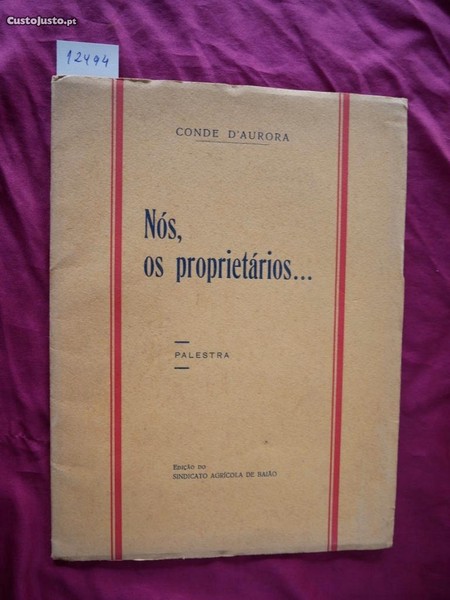 CustoJusto.pt
12494
CONDE D'AURORA
Nós,
os proprietários...
PALESTRA
EDIÇÃO DO
SINDICATO AGRÍCOLA DE BAIÃO